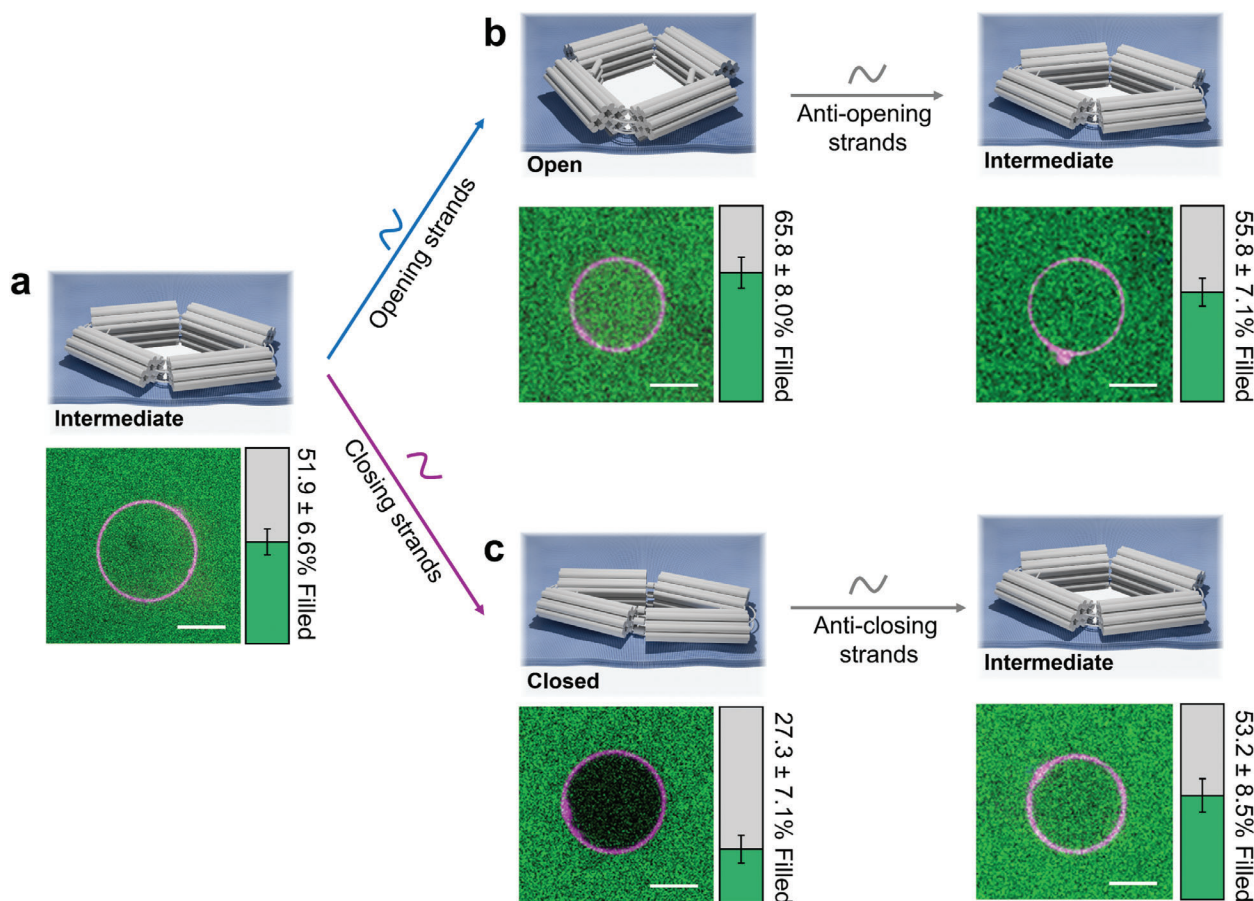 a
Intermediate
51.9 ± 6.6% Filled
Opening strands
Closing strands
b
Open
65.8 ± 8.0% Filled
Anti-opening
strands
Intermediate
55.8 ± 7.1% Filled
c
Closed
27.3 ± 7.1% Filled
Anti-closing
strands
Intermediate
53.2 ± 8.5% Filled